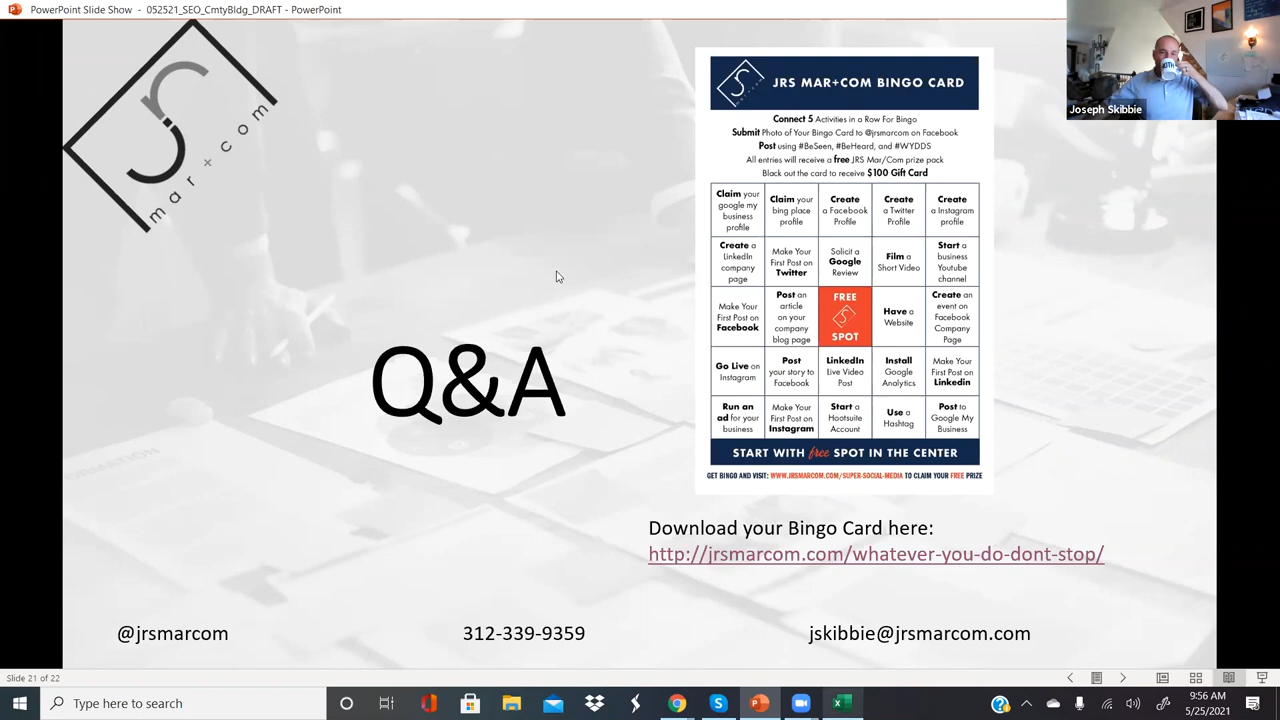 PowerPoint Slide Show - 052521_SEO_CmtyBldg_DRAFT - PowerPoint
Joseph Skibbie
jrs
mar + com
JRS MAR+COM BINGO CARD
Connect 5 Activities in a Row For Bingo
Submit Photo of Your Bingo Card to @jrsmarcom on Facebook
Post using #BeSeen, #BeHeard, and #WYDDS
All entries will receive a free JRS Mar/Com prize pack
Black out the card to receive $100 Gift Card
Claim your
google my
business
profile
Claim your
bing place
profile
Create
a Facebook
Profile
Create
a Twitter
Profile
Create
a Instagram
profile
Create a
LinkedIn
company
page
Make Your
First Post on
Twitter
Solicit a
Google
Review
Film a
Short Video
Start a
business
Youtube
channel
Make Your
First Post on
Facebook
Post an
article
on your
company
blog page
FREE
SPOT
Have a
Website
Create an
event on
Facebook
Company
Page
Go Live on
Instagram
Post
your story to
Facebook
LinkedIn
Live Video
Post
Install
Google
Analytics
Make Your
First Post on
Linkedin
Run an
ad for your
business
Make Your
First Post on
Instagram
Start a
Hootsuite
Account
Use a
Hashtag
Post to
Google My
Business
START WITH free SPOT IN THE CENTER
GET BINGO AND VISIT: WWW.JRSMARCOM.COM/SUPER-SOCIAL-MEDIA TO CLAIM YOUR FREE PRIZE
Q&A
Download your Bingo Card here:
http://jrsmarcom.com/whatever-you-do-dont-stop/
@jrsmarcom
312-339-9359
jskibbie@jrsmarcom.com
Slide 21 of 22
Type here to search
9:56 AM
5/25/2021